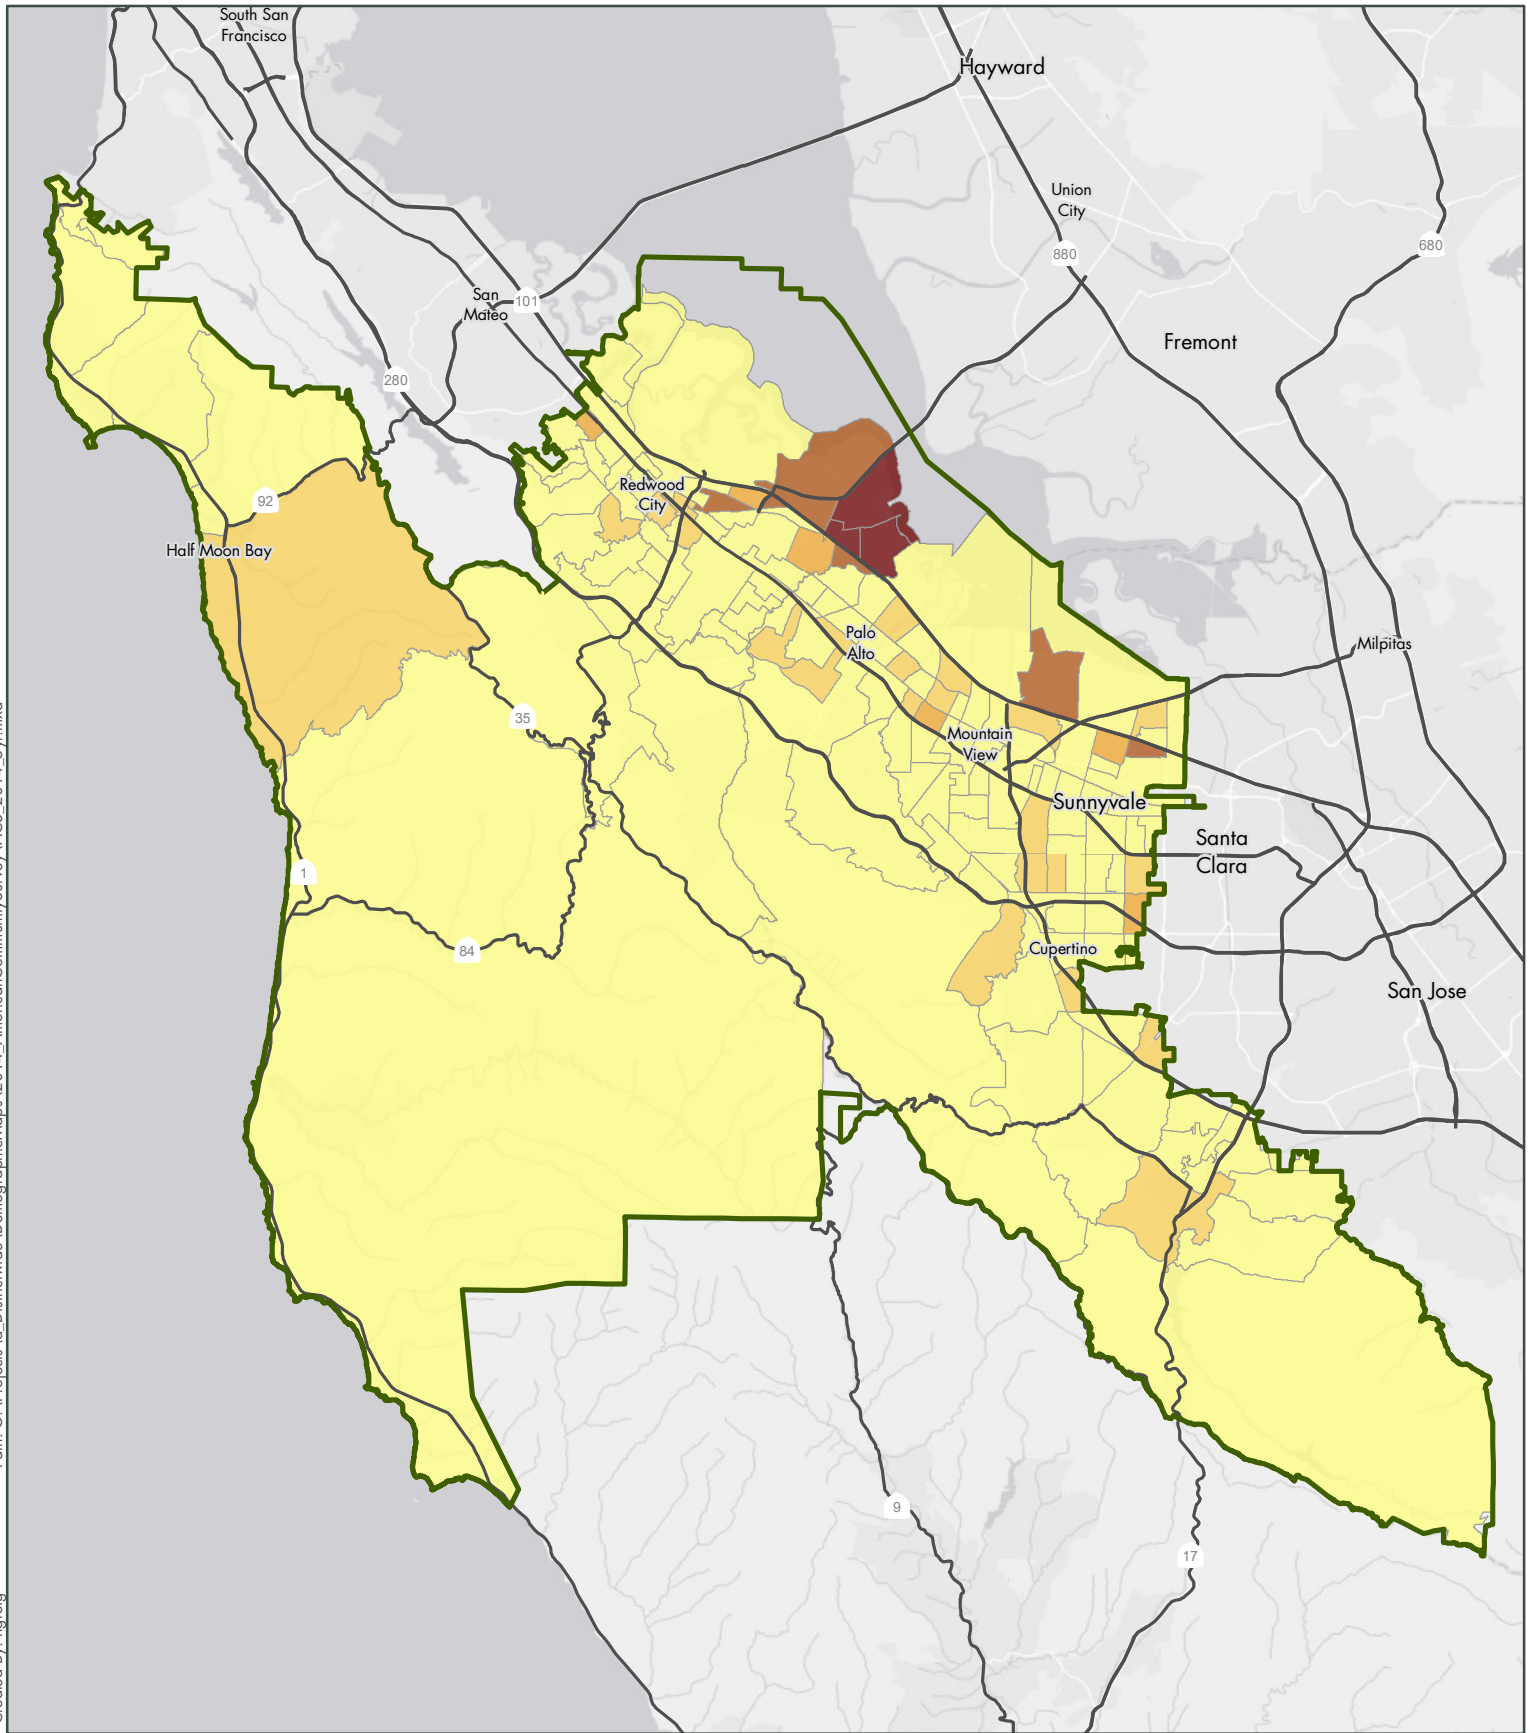 South San
Francisco
Hayward
Union
City
880
680
San
Mateo
101
Fremont
280
Redwood
City
92
Half Moon Bay
Palo
Alto
Milpitas
35
Mountain
View
Sunnyvale
Santa
Clara
1
84
Cupertino
San Jose
9
17